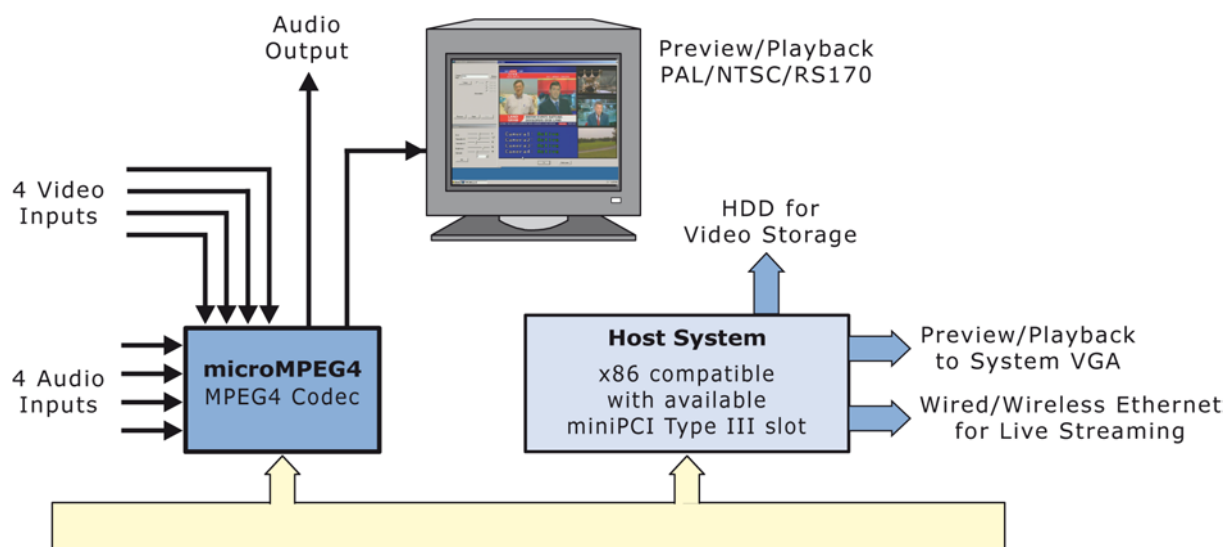 Audio
Output
Preview/Playback
PAL/NTSC/RS170
4 Video
Inputs
HDD for
Video Storage
microMPEG4
MPEG4 Codec
4 Audio
Inputs
Host System
x86 compatible
with available
miniPCI Type III slot
Preview/Playback
to System VGA
Wired/Wireless Ethernet
for Live Streaming